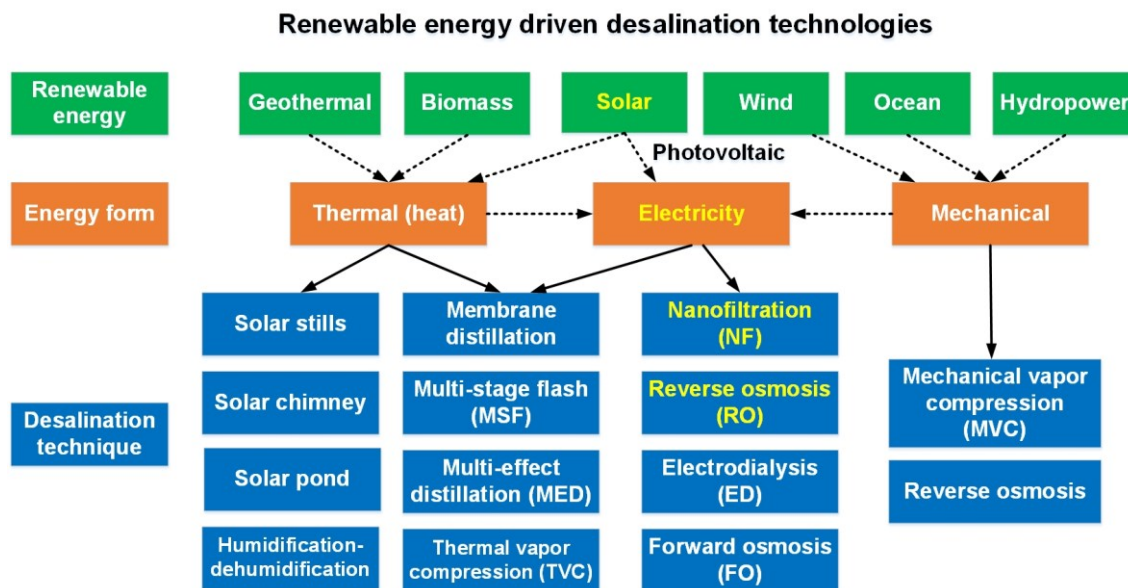 Renewable energy driven desalination technologies
Renewable
energy
Geothermal
Biomass
Solar
Wind
Ocean
Hydropower
Photovoltaic
Energy form
Thermal (heat)
Electricity
Mechanical
Desalination
technique
Solar stills
Solar chimney
Solar pond
Humidification-
dehumidification
Membrane
distillation
Multi-stage flash
(MSF)
Multi-effect
distillation (MED)
Thermal vapor
compression (TVC)
Nanofiltration
(NF)
Reverse osmosis
(RO)
Electrodialysis
(ED)
Forward osmosis
(FO)
Mechanical vapor
compression
(MVC)
Reverse osmosis